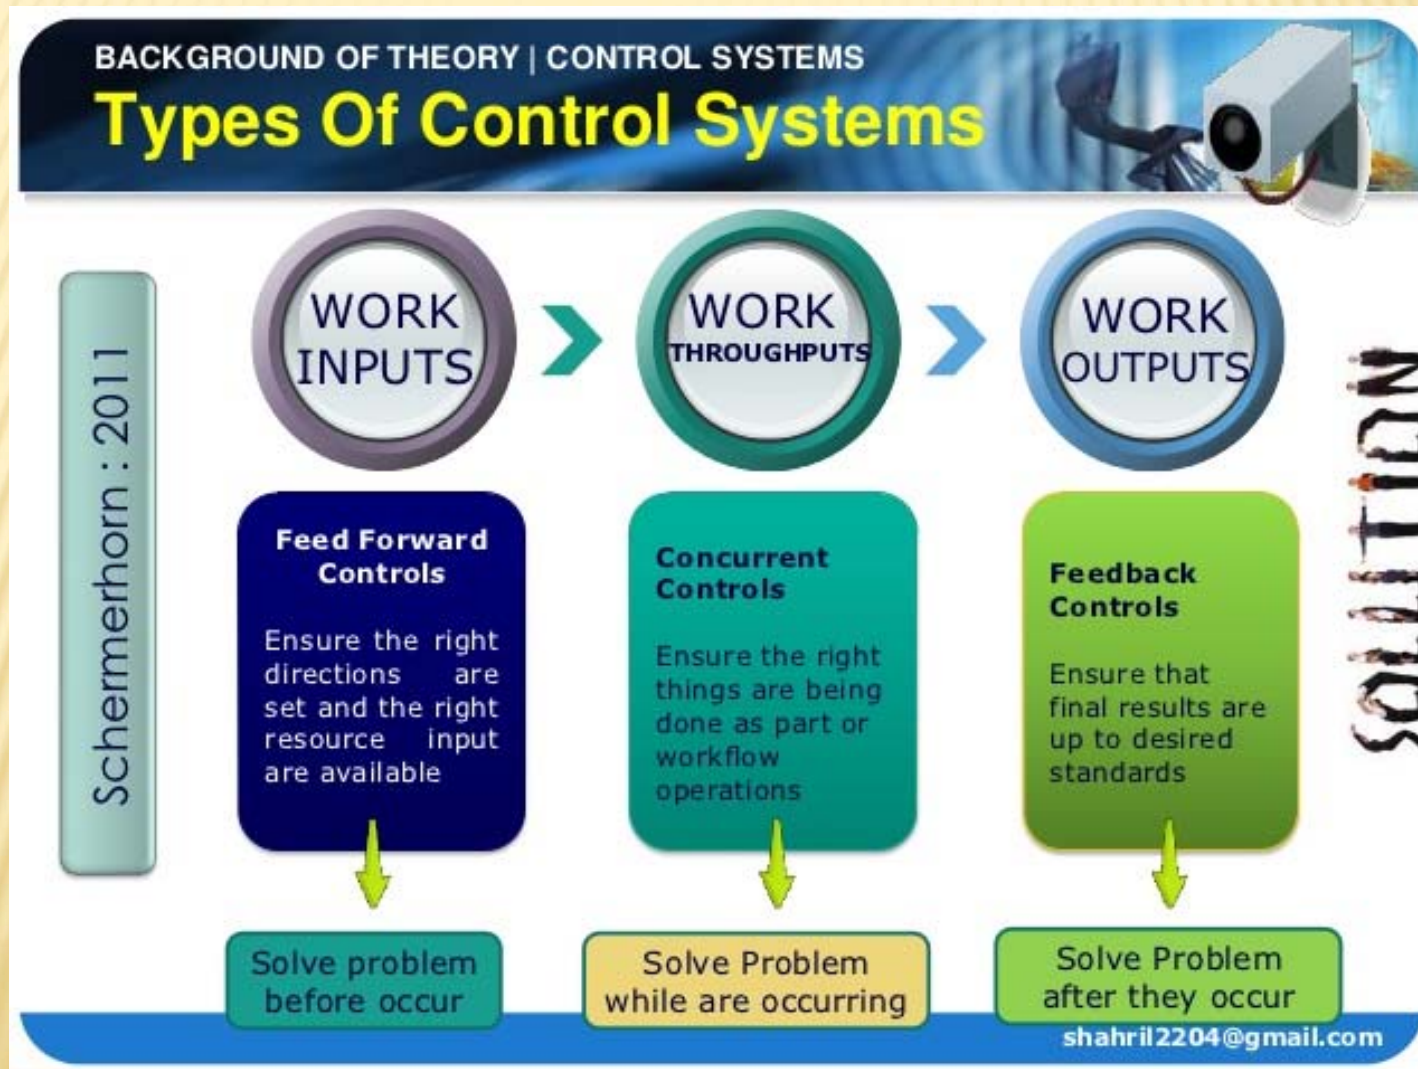 BACKGROUND OF THEORY | CONTROL SYSTEMS
Types Of Control Systems
Schermerhorn : 2011
WORK
INPUTS
WORK
THROUGHPUTS
WORK
OUTPUTS
Feed Forward
Controls
Ensure the right
directions are
set and the right
resource input
are available
Concurrent
Controls
Ensure the right
things are being
done as part or
workflow
operations
Feedback
Controls
Ensure that
final results are
up to desired
standards
Solve problem
before occur
Solve Problem
while are occurring
Solve Problem
after they occur
SOLUTION
shahril2204@gmail.com